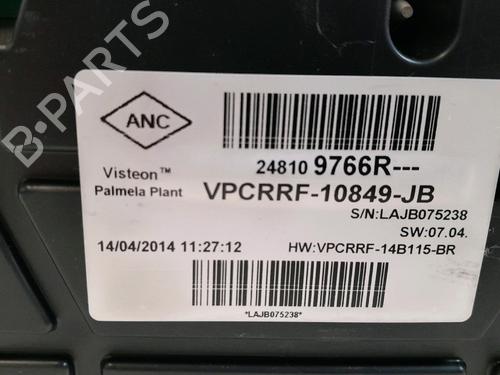 B-PARTS
ANC
Visteon™
Palmela Plant
24810 9766R---
VPCRRF-10849-JB
S/N:LAJB075238
SW:07.04.
14/04/2014 11:27:12
HW:VPCRRF-14B115-BR
*LAJB075238*